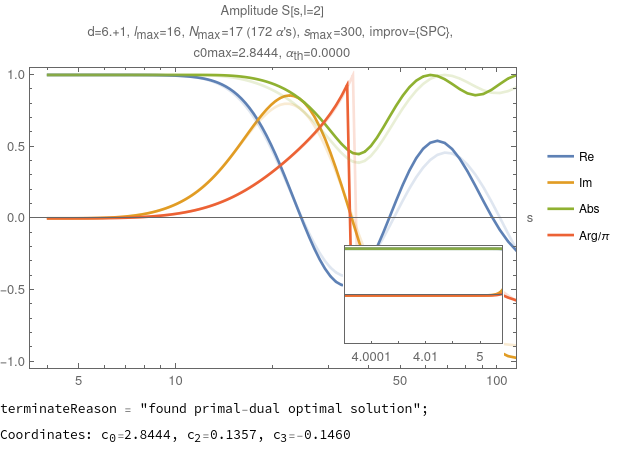 Amplitude S[s,l=2]
d=6.+1, lmax=16, Nmax=17 (172 α's), smax=300, improv={SPC},
c0max=2.8444, αth=0.0000
1.0
0.5
0.0
-0.5
-1.0
s
Re
Im
Abs
Arg/π
4.0001 4.01 5
5 10 50 100
terminateReason = "found primal-dual optimal solution";
Coordinates: c0=2.8444, c2=0.1357, c3=-0.1460